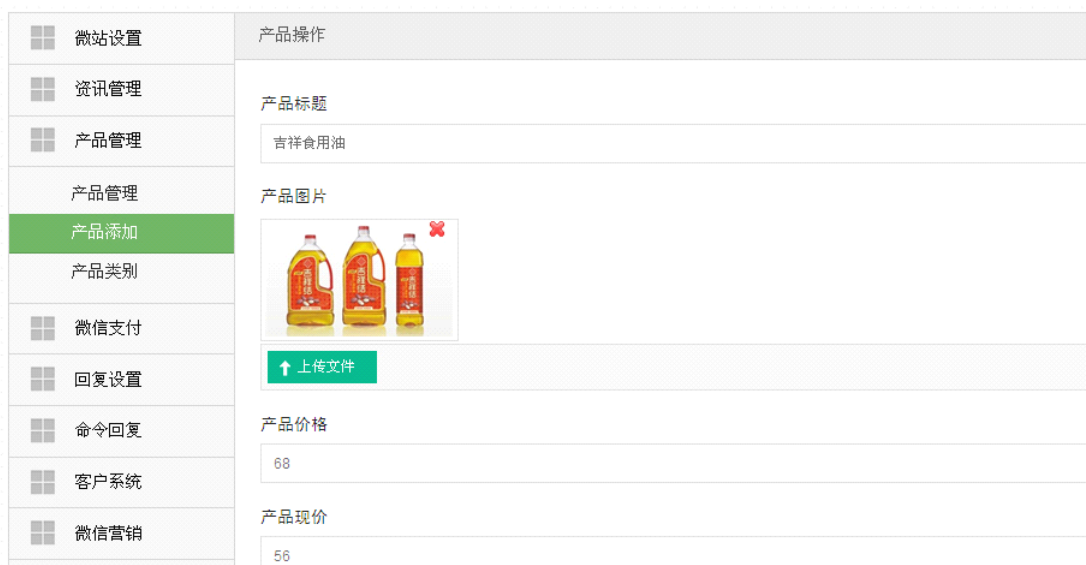 微站设置
资讯管理
产品管理
产品管理
产品添加
产品类别
微信支付
回复设置
命令回复
客户系统
微信营销
产品操作
产品标题
吉祥食用油
产品图片
上传文件
产品价格
68
产品现价
56